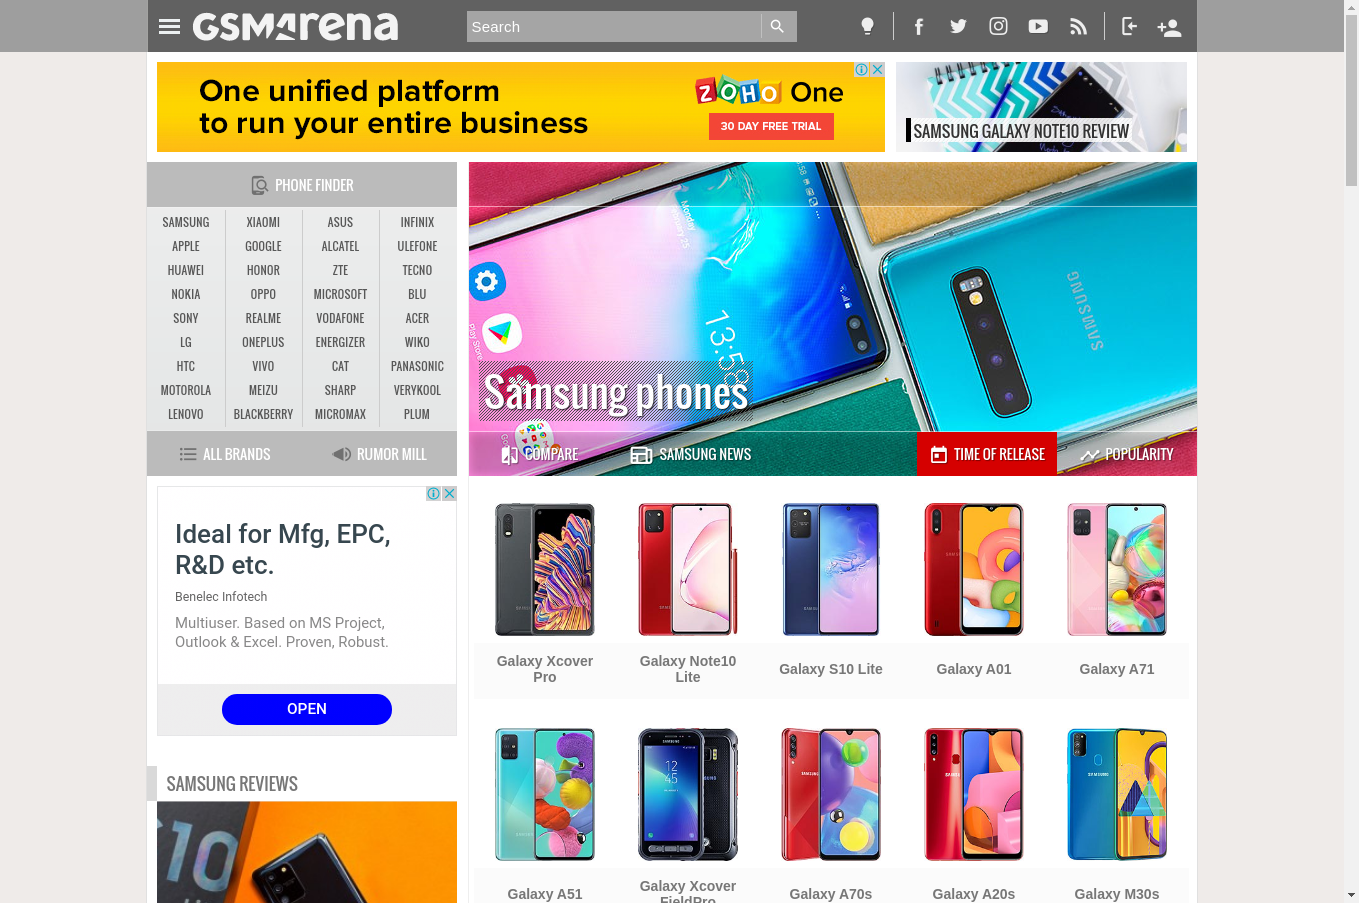 GSMArena
Search
One unified platform
to run your entire business
ZOHO One
30 DAY FREE TRIAL
SAMSUNG GALAXY NOTE10 REVIEW
PHONE FINDER
SAMSUNG XIAOMI ASUS INFINIX
APPLE GOOGLE ALCATEL ULEFONE
HUAWEI HONOR ZTE TECNO
NOKIA OPPO MICROSOFT BLU
SONY REALME VODAFONE ACER
LG ONEPLUS ENERGIZER WIKO
HTC VIVO CAT PANASONIC
MOTOROLA MEIZU SHARP VERYKOOL
LENOVO BLACKBERRY MICROMAX PLUM
ALL BRANDS RUMOR MILL
13:58
Play Store
SAMSUNG
Samsung phones
COMPARE SAMSUNG NEWS TIME OF RELEASE POPULARITY
Ideal for Mfg, EPC,
R&D etc.
Benelec Infotech
Multiuser. Based on MS Project,
Outlook & Excel. Proven, Robust.
OPEN
Galaxy Xcover
Pro
Galaxy Note10
Lite
Galaxy S10 Lite
Galaxy A01
Galaxy A71
SAMSUNG REVIEWS
Galaxy A51
Galaxy Xcover
FieldPro
Galaxy A70s
Galaxy A20s
Galaxy M30s